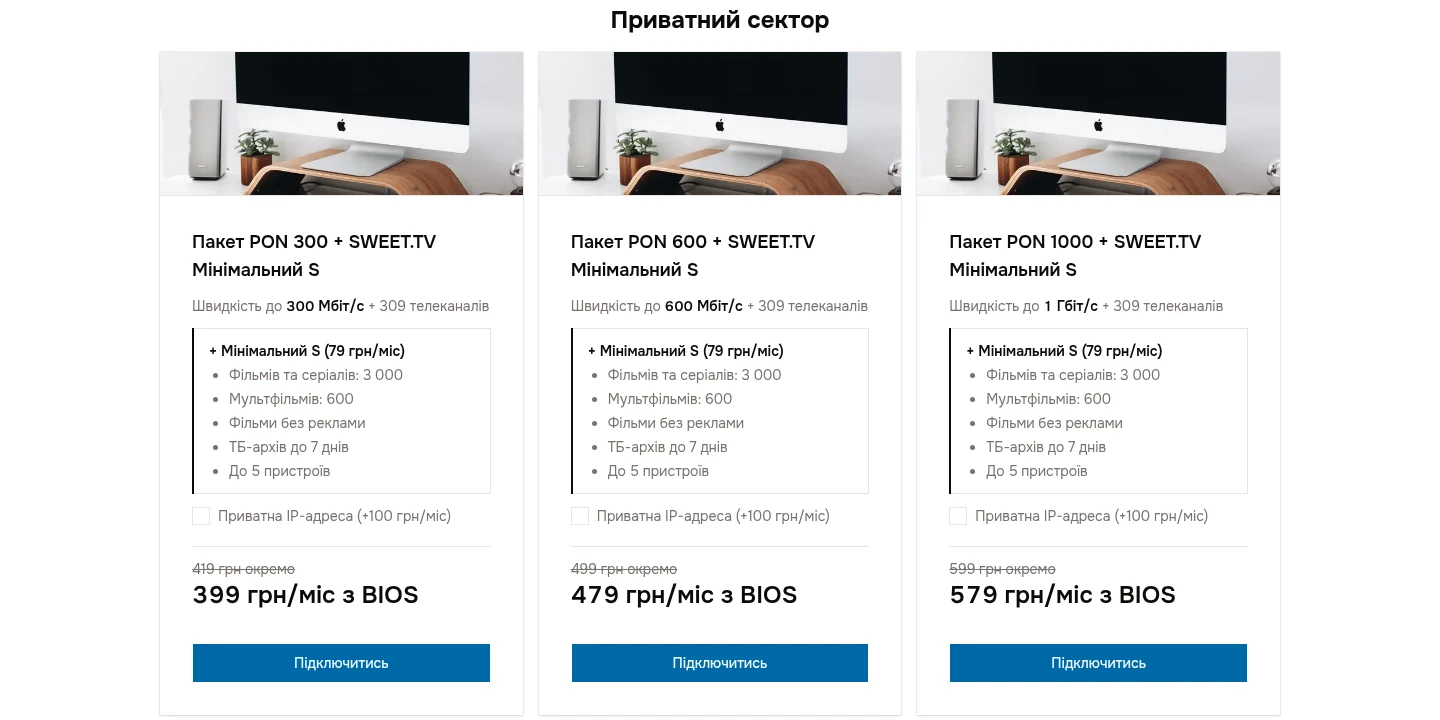 Приватний сектор
Пакет PON 300 + SWEET.TV
Мінімальний S
Швидкість до 300 Мбіт/с + 309 телеканалів
+ Мінімальний S (79 грн/міс)
Фільмів та серіалів: 3 000
Мультфільмів: 600
Фільми без реклами
ТБ-архів до 7 днів
До 5 пристроїв
Приватна IP-адреса (+100 грн/міс)
419 грн окремо
399 грн/міс з BIOS
Підключитись
Пакет PON 600 + SWEET.TV
Мінімальний S
Швидкість до 600 Мбіт/с + 309 телеканалів
+ Мінімальний S (79 грн/міс)
Фільмів та серіалів: 3 000
Мультфільмів: 600
Фільми без реклами
ТБ-архів до 7 днів
До 5 пристроїв
Приватна IP-адреса (+100 грн/міс)
499 грн окремо
479 грн/міс з BIOS
Підключитись
Пакет PON 1000 + SWEET.TV
Мінімальний S
Швидкість до 1 Гбіт/с + 309 телеканалів
+ Мінімальний S (79 грн/міс)
Фільмів та серіалів: 3 000
Мультфільмів: 600
Фільми без реклами
ТБ-архів до 7 днів
До 5 пристроїв
Приватна IP-адреса (+100 грн/міс)
599 грн окремо
579 грн/міс з BIOS
Підключитись